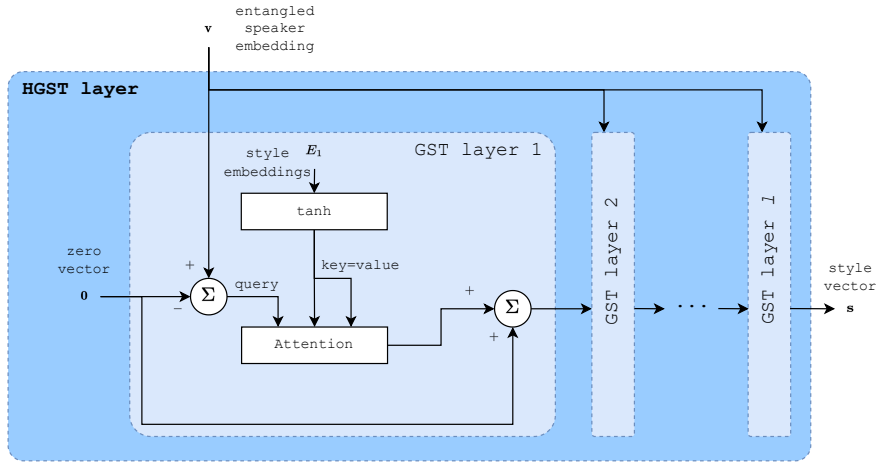 entangled
speaker
embedding
v
HGST layer
GST layer 1
style
embeddings
E₁
tanh
key=value
zero
vector
0
+
−
Σ
query
Attention
+
+
Σ
GST layer 2
···
GST layer l
style
vector
s